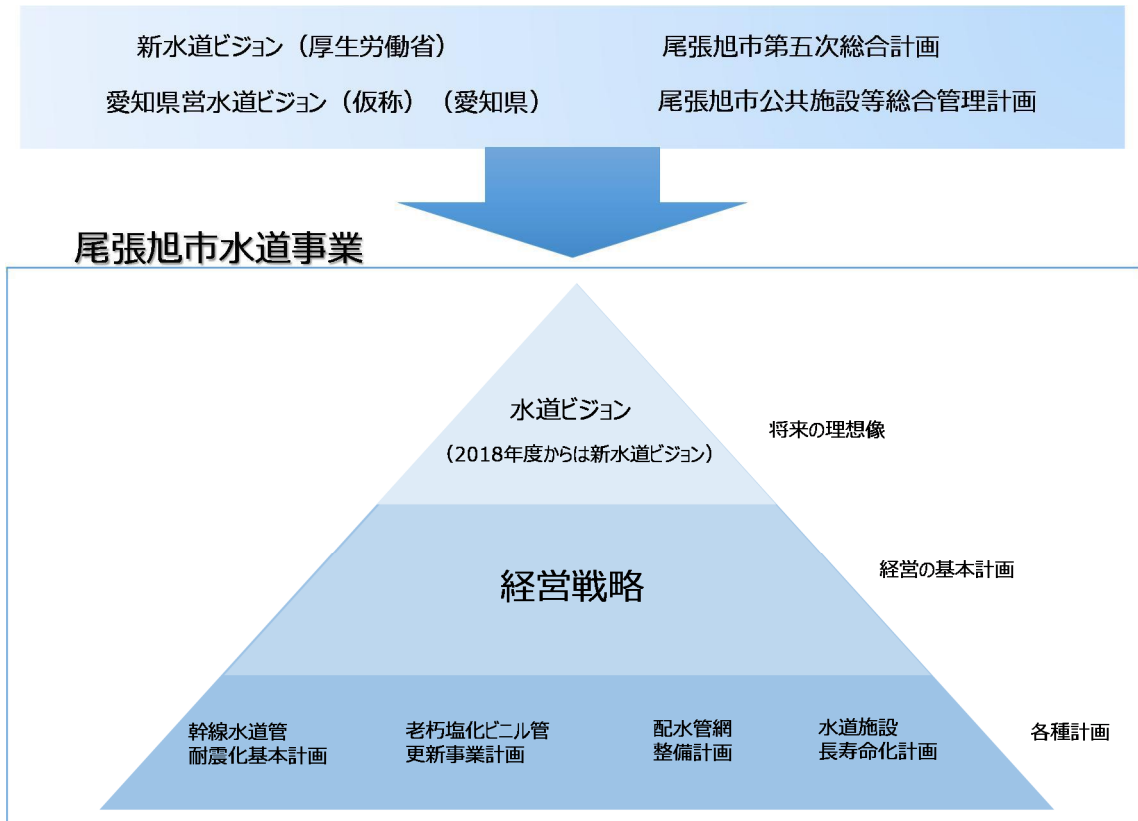 新水道ビジョン（厚生労働省）
尾張旭市第五次総合計画
愛知県営水道ビジョン（仮称）（愛知県）
尾張旭市公共施設等総合管理計画
尾張旭市水道事業
水道ビジョン
（2018年度からは新水道ビジョン）
将来の理想像
経営戦略
経営の基本計画
幹線水道管
耐震化基本計画
老朽塩化ビニル管
更新事業計画
配水管網
整備計画
水道施設
長寿命化計画
各種計画